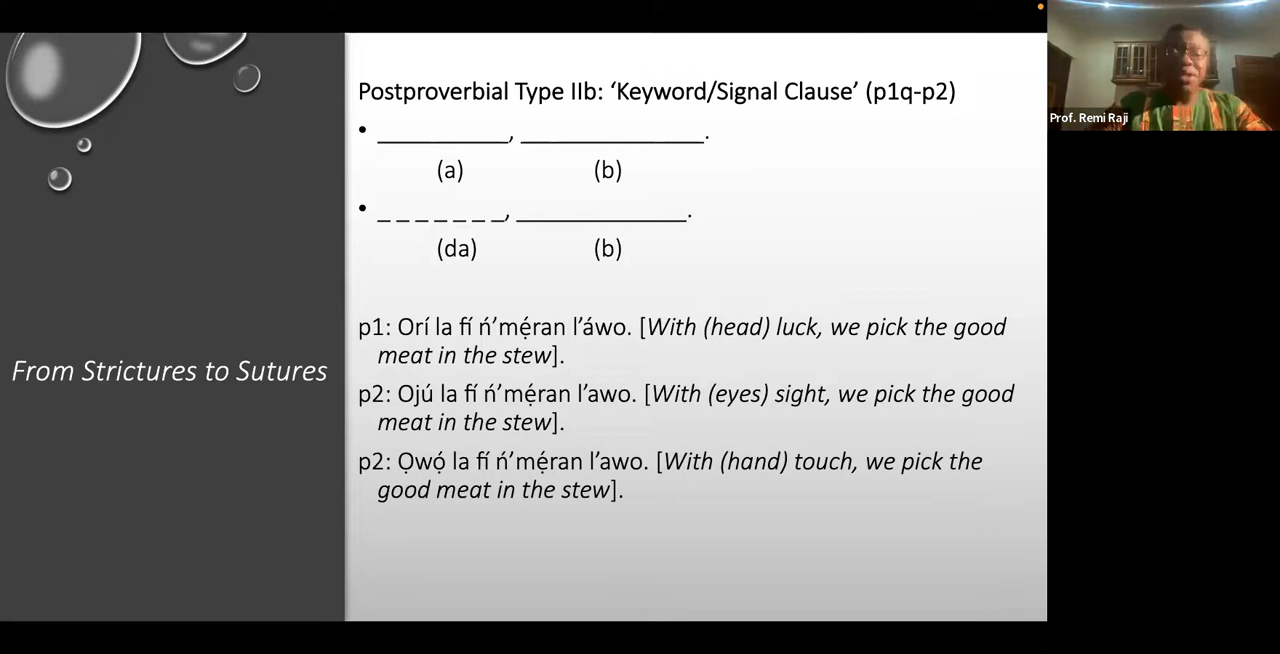 Prof. Remi Raji
From Strictures to Sutures
Postproverbial Type IIb: ‘Keyword/Signal Clause’ (p1q-p2)
• __________, ______________.
(a) (b)
• _ _ _ _ _ _ _, _____________.
(da) (b)
p1: Orí la fí ń’mẹ́ran l’áwo. [With (head) luck, we pick the good
meat in the stew].
p2: Ojú la fí ń’mẹ́ran l’awo. [With (eyes) sight, we pick the good
meat in the stew].
p2: Ọwọ́ la fí ń’mẹ́ran l’awo. [With (hand) touch, we pick the
good meat in the stew].